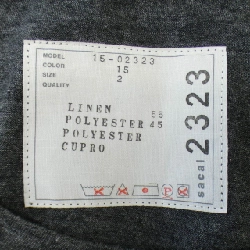 MODEL 15-02323
COLOR 15
SIZE 2
QUALITY
LINEN 55
POLYESTER 45
POLYESTER
CUPRO
sacai 2323